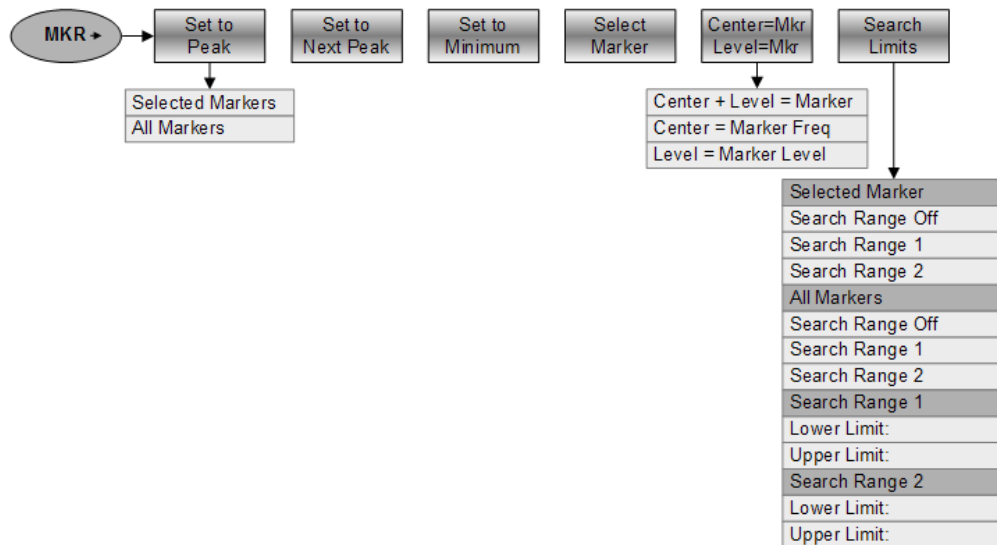 MKR
Set to
Peak
Set to
Next Peak
Set to
Minimum
Select
Marker
Center=Mkr
Level=Mkr
Search
Limits
Selected Markers
All Markers
Center + Level = Marker
Center = Marker Freq
Level = Marker Level
Selected Marker
Search Range Off
Search Range 1
Search Range 2
All Markers
Search Range Off
Search Range 1
Search Range 2
Search Range 1
Lower Limit:
Upper Limit:
Search Range 2
Lower Limit:
Upper Limit: